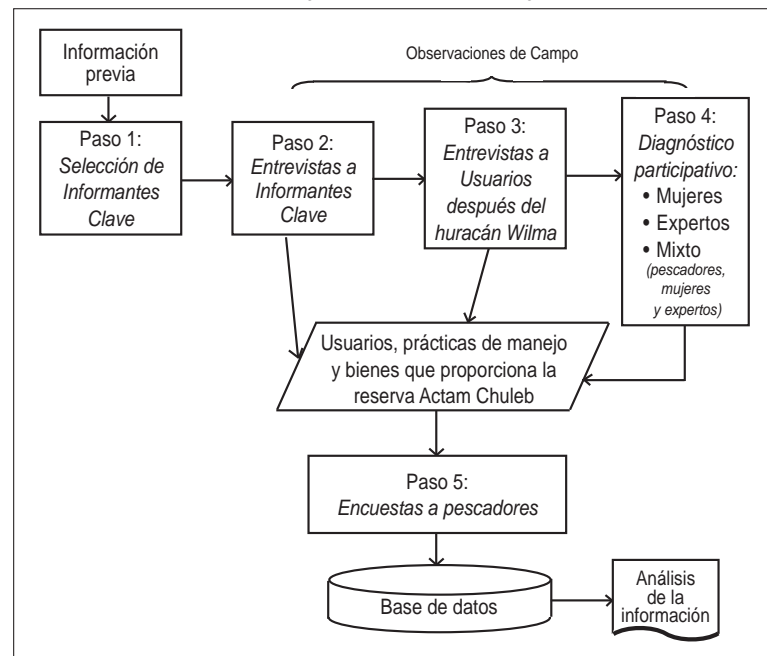 Información
previa
Observaciones de Campo
Paso 1:
Selección de
Informantes
Clave
Paso 2:
Entrevistas a
Informantes
Clave
Paso 3:
Entrevistas a
Usuarios
después del
huracán Wilma
Paso 4:
Diagnóstico
participativo:
• Mujeres
• Expertos
• Mixto
(pescadores,
mujeres
y expertos)
Usuarios, prácticas de manejo
y bienes que proporciona la
reserva Actam Chuleb
Paso 5:
Encuestas a pescadores
Base de datos
Análisis
de la
información